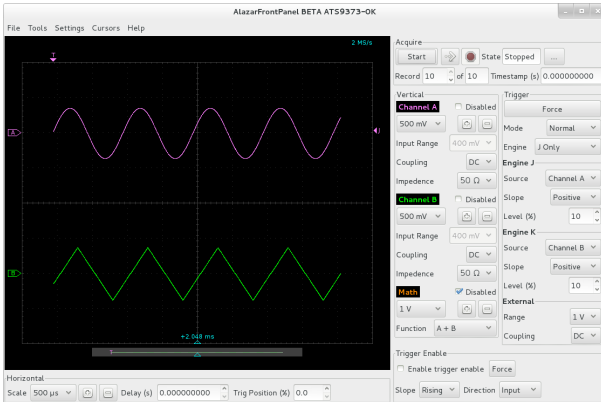 AlazarFrontPanel BETA ATS9373-0K
File Tools Settings Cursors Help
2 MS/s
T
A
J
B
+2.048 ms
Horizontal
Scale 500 µs Delay (s) 0.000000000 Trig Position (%) 0.0
Acquire
Start State Stopped ...
Record 10 of 10 Timestamp (s) 0.000000000
Vertical
Channel A Disabled
500 mV
Input Range 400 mV
Coupling DC
Impedance 50 Ω
Channel B Disabled
500 mV
Input Range 400 mV
Coupling DC
Impedance 50 Ω
Math Disabled
1 V
Function A + B
Trigger
Force
Mode Normal
Engine J Only
Engine J
Source Channel A
Slope Positive
Level (%) 10
Engine K
Source Channel B
Slope Positive
Level (%) 10
External
Range 1 V
Coupling DC
Trigger Enable
Enable trigger enable Force
Slope Rising Direction Input